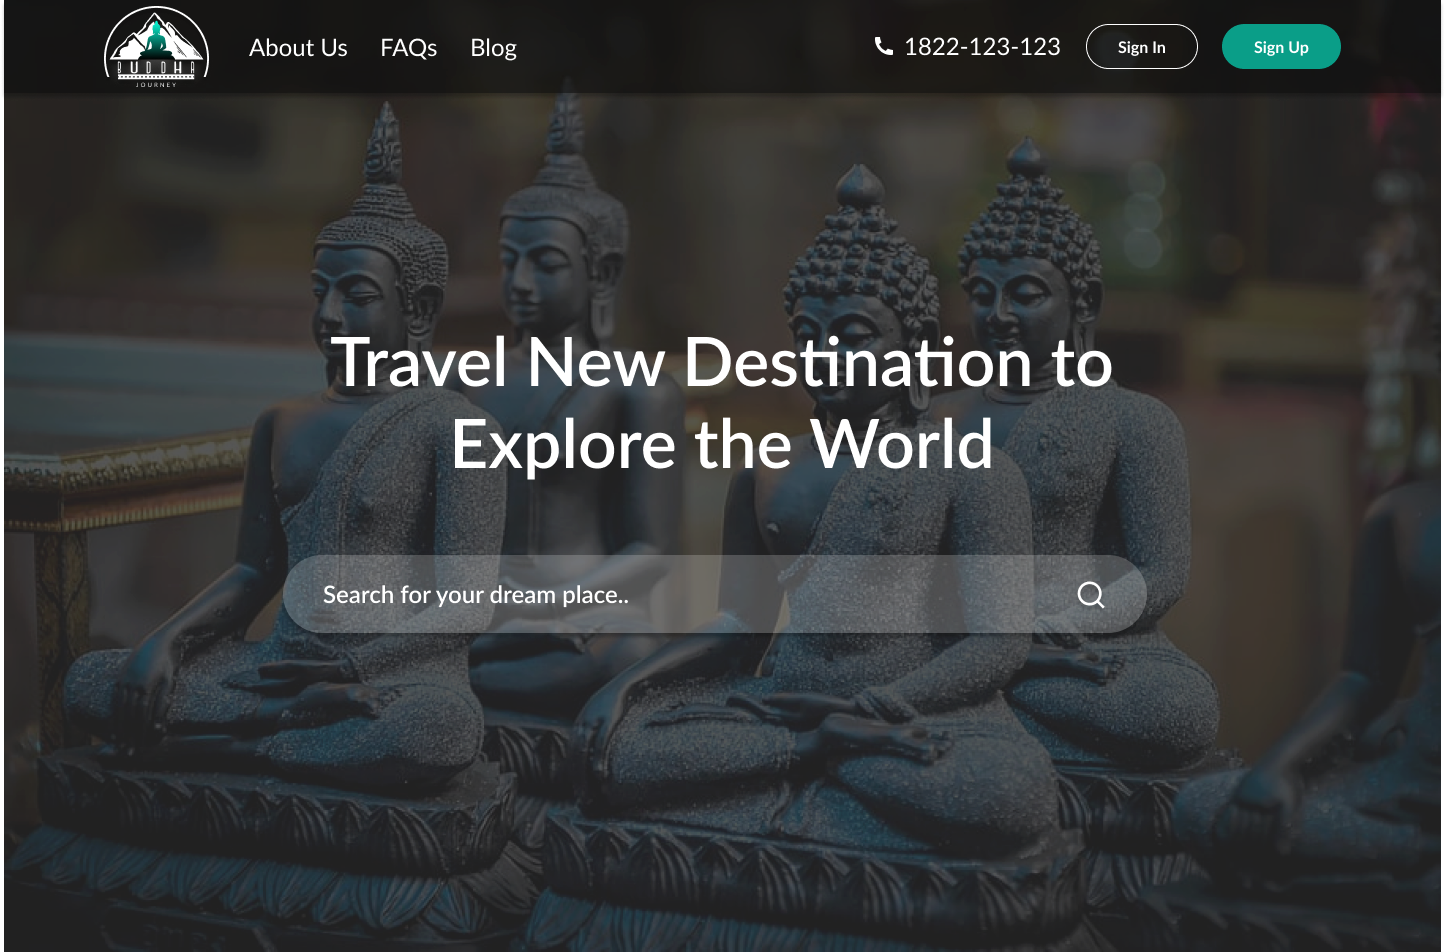 BUDDHA
JOURNEY
About Us
FAQs
Blog
1822-123-123
Sign In
Sign Up
Travel New Destination to
Explore the World
Search for your dream place..